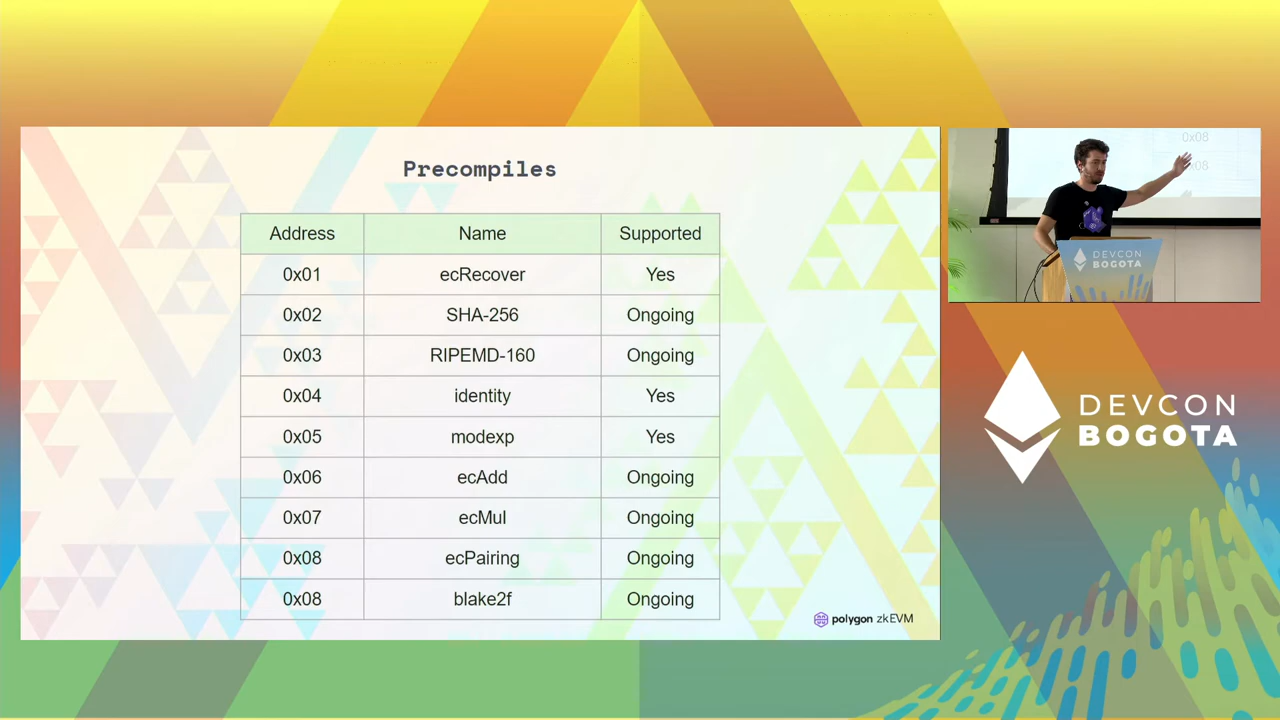 Precompiles
Address Name Supported
0x01 ecRecover Yes
0x02 SHA-256 Ongoing
0x03 RIPEMD-160 Ongoing
0x04 identity Yes
0x05 modexp Yes
0x06 ecAdd Ongoing
0x07 ecMul Ongoing
0x08 ecPairing Ongoing
0x08 blake2f Ongoing
polygon zkEVM
0x08
0x08
DEVCON
BOGOTA
DEVCON
BOGOTA